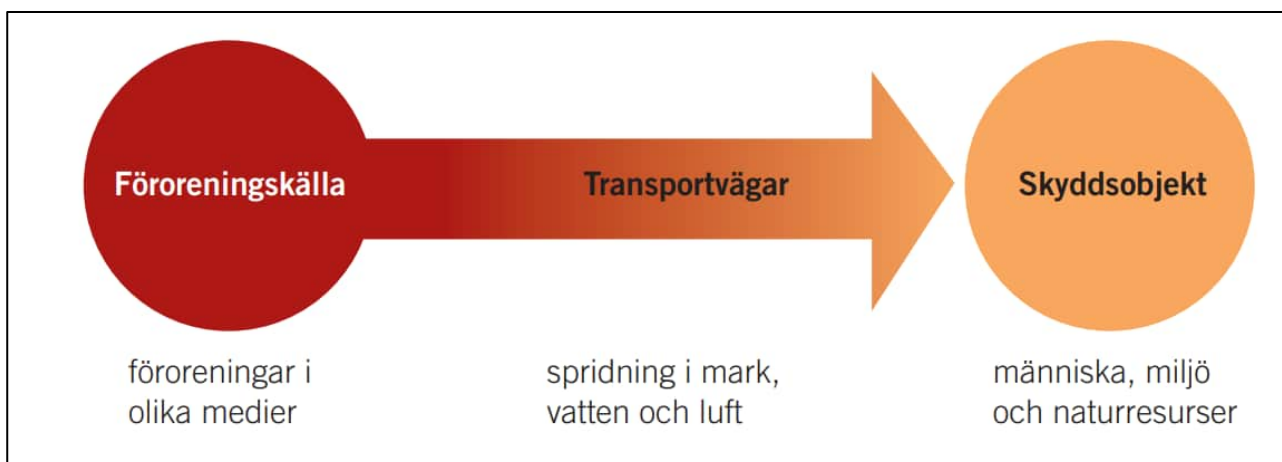 Föroreningskälla
Transportvägar
Skyddsobjekt
föroreningar i
olika medier
spridning i mark,
vatten och luft
människa, miljö
och naturresurser